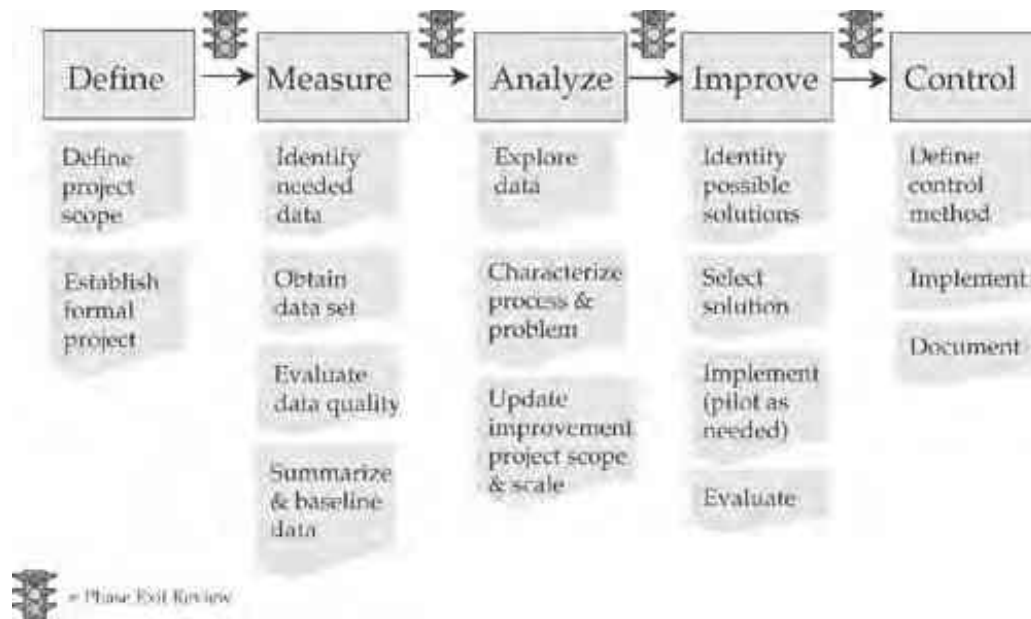 Define
Measure
Analyze
Improve
Control
Define
project
scope
Establish
formal
project
Identify
needed
data
Obtain
data set
Evaluate
data quality
Summarize
& baseline
data
Explore
data
Characterize
process &
problem
Update
improvement
project scope
& scale
Identify
possible
solutions
Select
solution
Implement
(pilot as
needed)
Evaluate
Define
control
method
Implement
Document
= Phase Exit Review